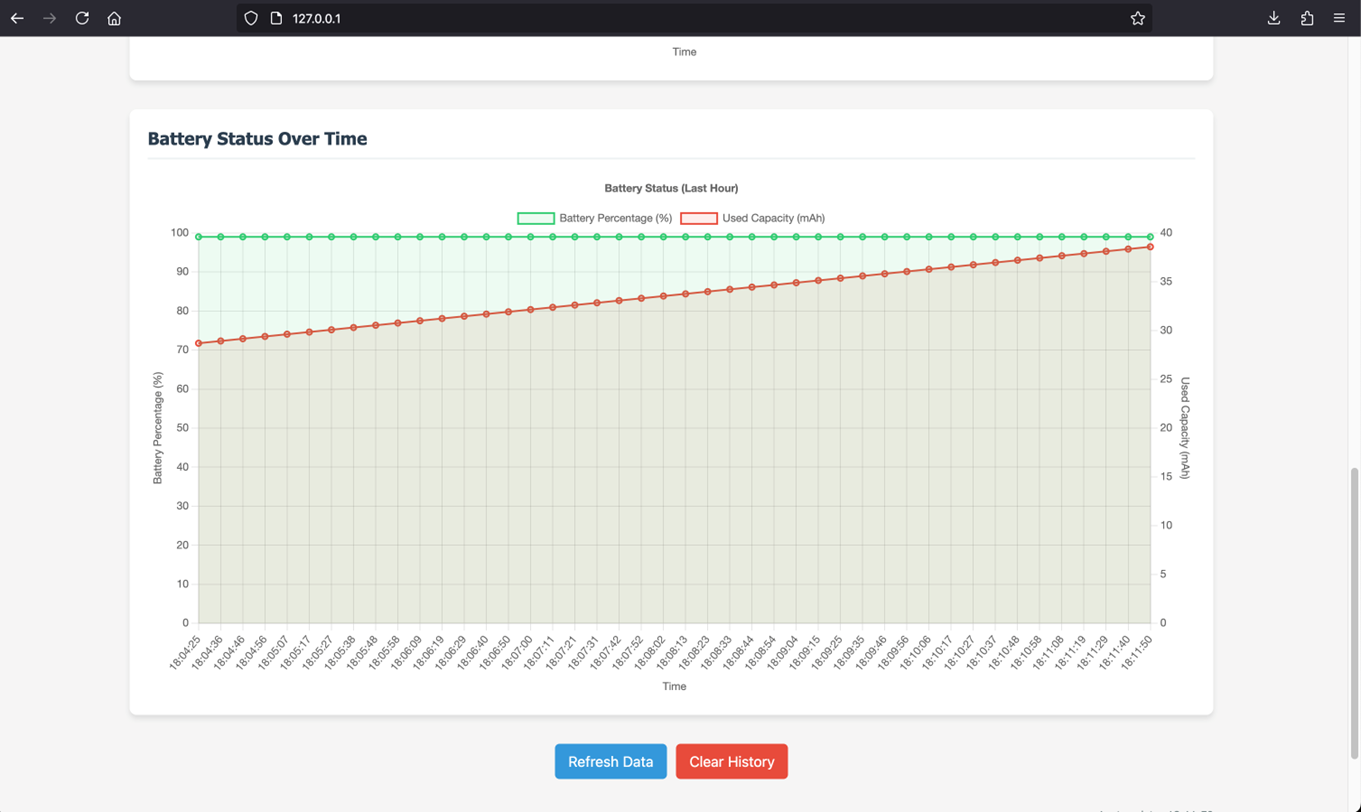 127.0.0.1
Time
Battery Status Over Time
Battery Status (Last Hour)
Battery Percentage (%) Used Capacity (mAh)
100
90
80
70
60
50
40
30
20
10
0
Battery Percentage (%)
40
35
30
25
20
15
10
5
0
Used Capacity (mAh)
18:04:25 18:04:36 18:04:46 18:04:56 18:05:07 18:05:17 18:05:27 18:05:38 18:05:48 18:05:58 18:06:09 18:06:19 18:06:29 18:06:40 18:06:50 18:07:00 18:07:11 18:07:21 18:07:31 18:07:42 18:07:52 18:08:02 18:08:13 18:08:23 18:08:33 18:08:44 18:08:54 18:09:04 18:09:15 18:09:25 18:09:35 18:09:46 18:09:56 18:10:06 18:10:17 18:10:27 18:10:37 18:10:48 18:10:58 18:11:08 18:11:19 18:11:29 18:11:40 18:11:50
Time
Refresh Data Clear History